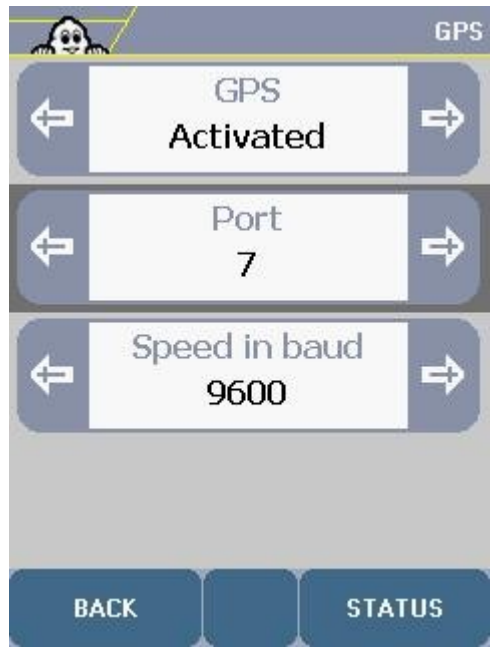 GPS
GPS
Activated
Port
7
Speed in baud
9600
BACK
STATUS